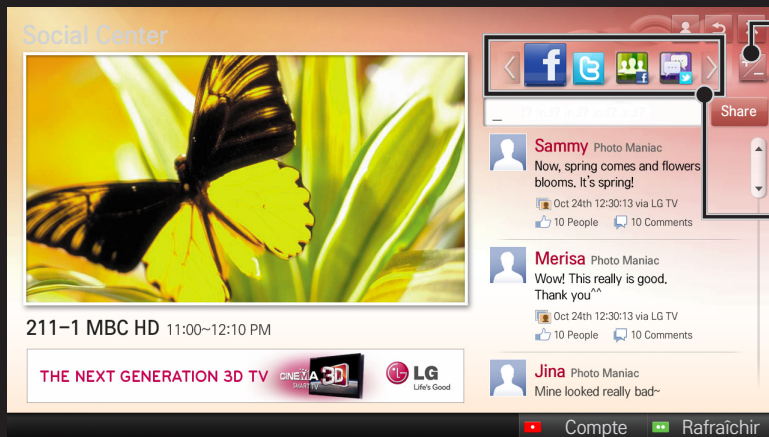 Social Center
Share
Sammy Photo Maniac
Now, spring comes and flowers
blooms. It's spring!
Oct 24th 12:30:13 via LG TV
10 People 10 Comments
Merisa Photo Maniac
Wow! This really is good.
Thank you^^
Oct 24th 12:30:13 via LG TV
10 People 10 Comments
Jina Photo Maniac
Mine looked really bad~
211-1 MBC HD 11:00~12:10 PM
THE NEXT GENERATION 3D TV CINEMA 3D SMART TV LG Life's Good
Compte Rafraîchir